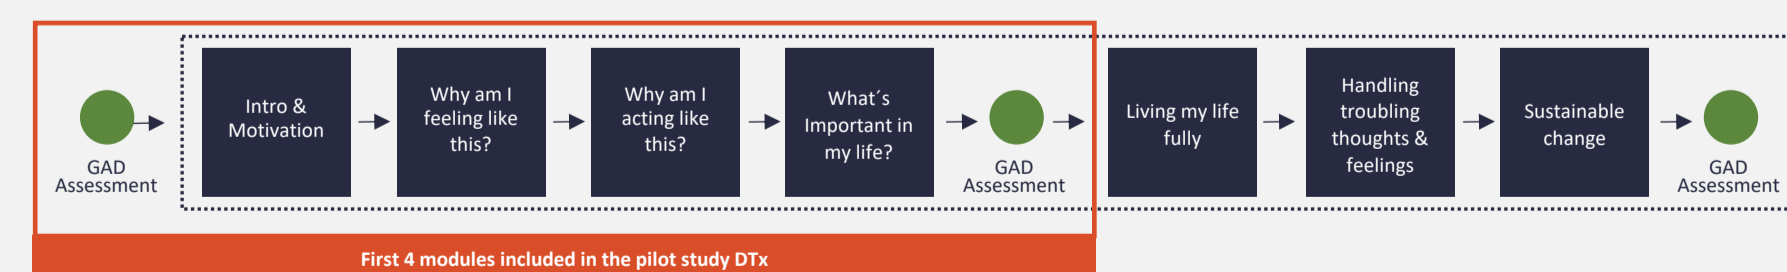 GAD
Assessment
Intro &
Motivation
Why am I
feeling like
this?
Why am I
acting like
this?
What´s
Important in
my life?
GAD
Assessment
Living my life
fully
Handling
troubling
thoughts &
feelings
Sustainable
change
GAD
Assessment
First 4 modules included in the pilot study DTx